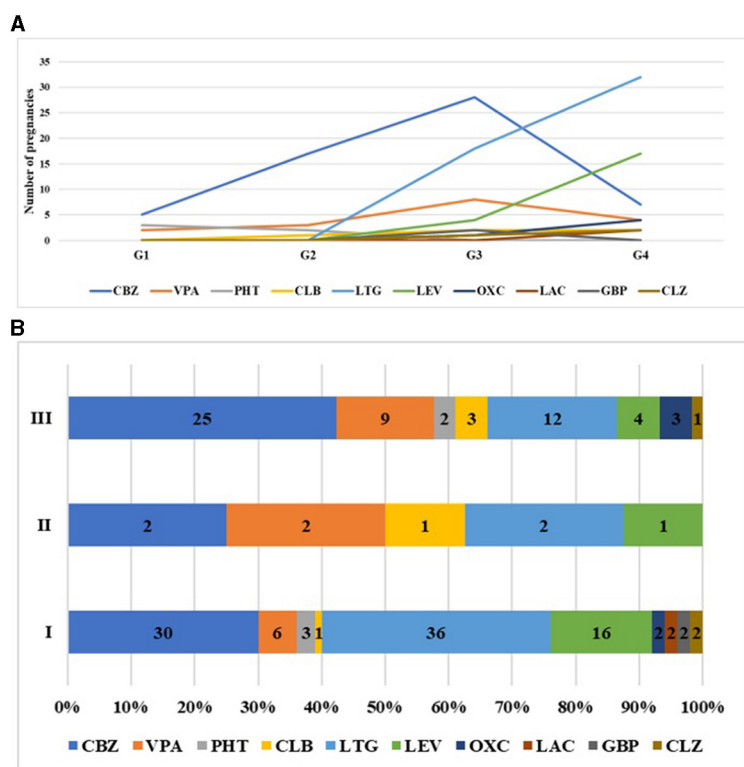 A
Number of pregnancies
35
30
25
20
15
10
5
0
G1 G2 G3 G4
CBZ VPA PHT CLB LTG LEV OXC LAC GBP CLZ
B
III 25 9 2 3 12 4 3 1
II 2 2 1 2 1
I 30 6 3 1 36 16 2 2 2 2
0% 10% 20% 30% 40% 50% 60% 70% 80% 90% 100%
CBZ VPA PHT CLB LTG LEV OXC LAC GBP CLZ